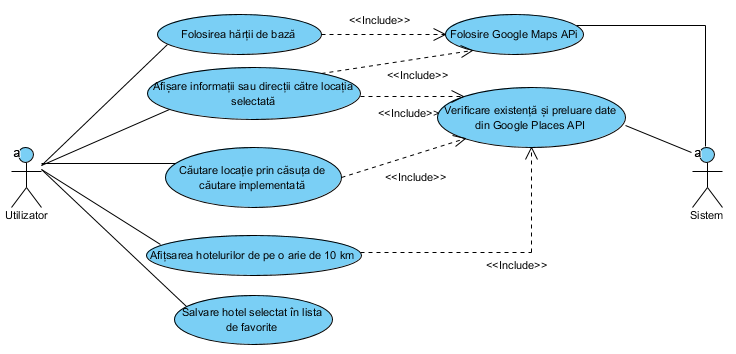 Folosirea hărții de bază
<<Include>>
Folosire Google Maps APi
Afișare informații sau direcții către locația
selectată
<<Include>>
<<Include>>
Verificare existență și preluare date
din Google Places API
a
Utilizator
Căutare locație prin căsuța de
căutare implementată
<<Include>>
a
Sistem
Afițsarea hotelurilor de pe o arie de 10 km
<<Include>>
Salvare hotel selectat în lista
de favorite